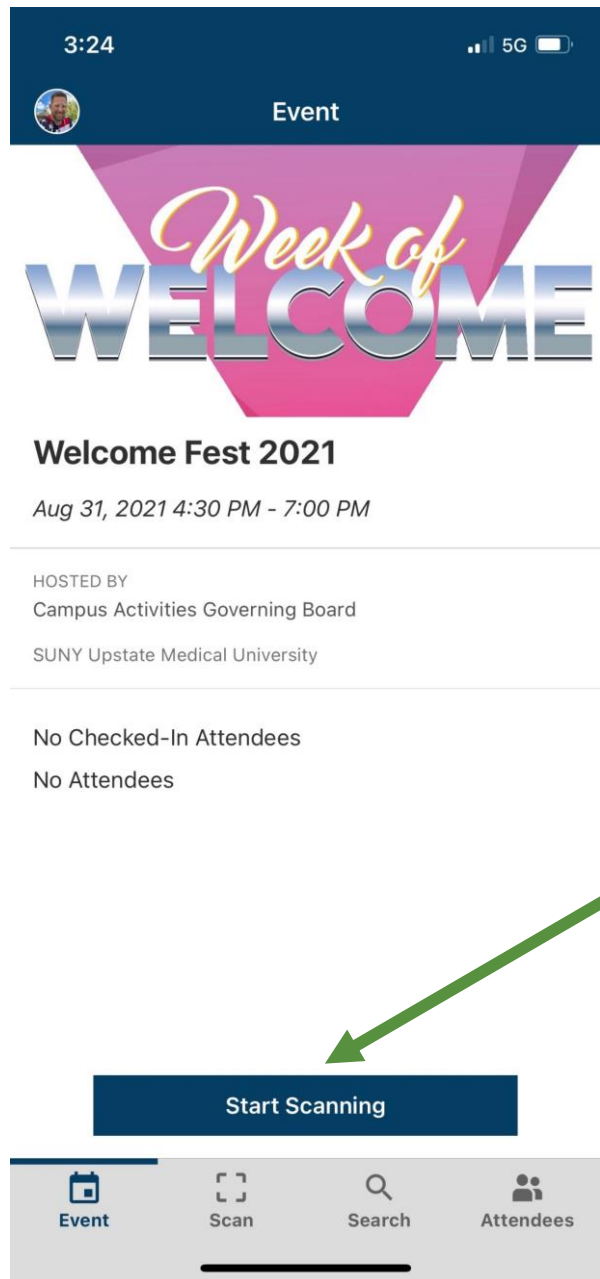 3:24 5G
Event
Week of
WELCOME
Welcome Fest 2021
Aug 31, 2021 4:30 PM - 7:00 PM
HOSTED BY
Campus Activities Governing Board
SUNY Upstate Medical University
No Checked-In Attendees
No Attendees
Start Scanning
Event Scan Search Attendees